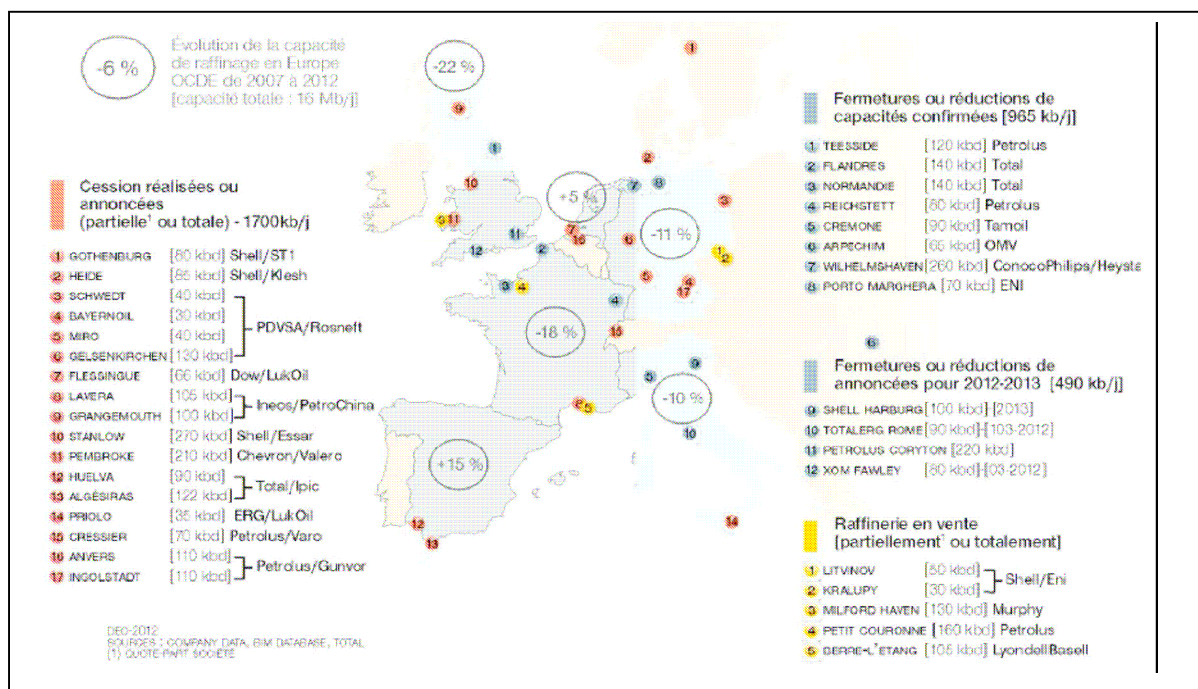 -6 %
Évolution de la capacité
de raffinage en Europe
OCDE de 2007 à 2012
[capacité totale : 16 Mb/j]
-22 %
+5 %
-11 %
-18 %
-10 %
+15 %
Cession réalisées ou
annoncées
(partielle¹ ou totale) - 1700kb/j
1 GOTHENBURG [80 kbd] Shell/ST1
2 HEIDE [85 kbd] Shell/Klesh
3 SCHWEDT [40 kbd]
4 BAYERNOIL [30 kbd]
5 MIRO [40 kbd]
6 GELSENKIRCHEN [130 kbd]
PDVSA/Rosneft
7 FLESSINGUE [66 kbd] Dow/LukOil
8 LAVERA [105 kbd]
9 GRANGEMOUTH [100 kbd]
Ineos/PetroChina
10 STANLOW [270 kbd] Shell/Essar
11 PEMBROKE [210 kbd] Chevron/Valero
12 HUELVA [90 kbd]
13 ALGÉSIRAS [122 kbd]
Total/Ipic
14 PRIOLO [35 kbd] ERG/LukOil
15 CRESSIER [70 kbd] Petrolus/Varo
16 ANVERS [110 kbd]
17 INGOLSTADT [110 kbd]
Petrolus/Gunvor
Fermetures ou réductions de
capacités confirmées [965 kb/j]
1 TEESSIDE [120 kbd] Petrolus
2 FLANDRES [140 kbd] Total
3 NORMANDIE [140 kbd] Total
4 REICHSTETT [80 kbd] Petrolus
5 CREMONE [90 kbd] Tamoil
6 ARPECHIM [65 kbd] OMV
7 WILHELMSHAVEN [260 kbd] ConocoPhilips/Heysta
8 PORTO MARGHERA [70 kbd] ENI
Fermetures ou réductions de
annoncées pour 2012-2013 [490 kb/j]
9 SHELL HARBURG [100 kbd]-[2013]
10 TOTALERG ROME [90 kbd]-[103-2012]
11 PETROLUS CORYTON [220 kbd]
12 XOM FAWLEY [80 kbd]-[03-2012]
Raffinerie en vente
[partiellement¹ ou totalement]
1 LITVINOV [50 kbd]
2 KRALUPY [30 kbd]
Shell/Eni
3 MILFORD HAVEN [130 kbd] Murphy
4 PETIT COURONNE [160 kbd] Petrolus
5 BERRE-L'ETANG [105 kbd] LyondellBasell
DEC-2012
SOURCES : COMPANY DATA, BIM DATABASE, TOTAL
(1) QUOTE-PART SOCIÉTÉ